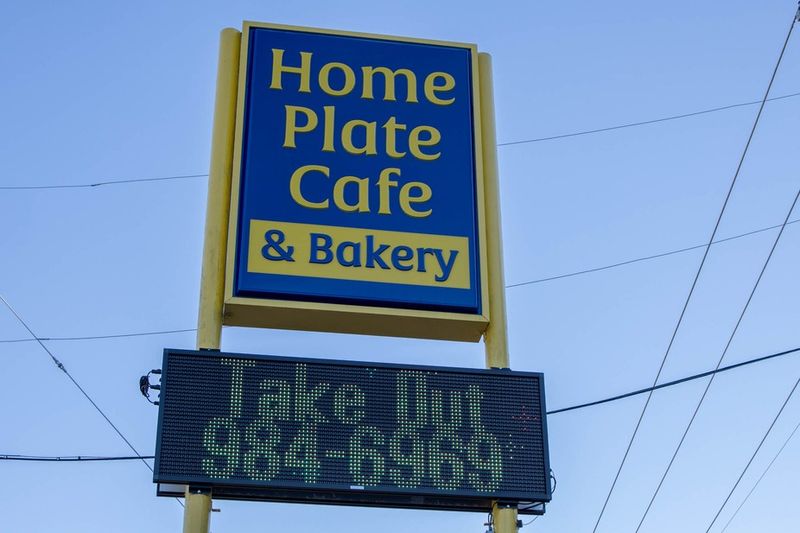 Home
Plate
Cafe
& Bakery
Take Out
984-6969